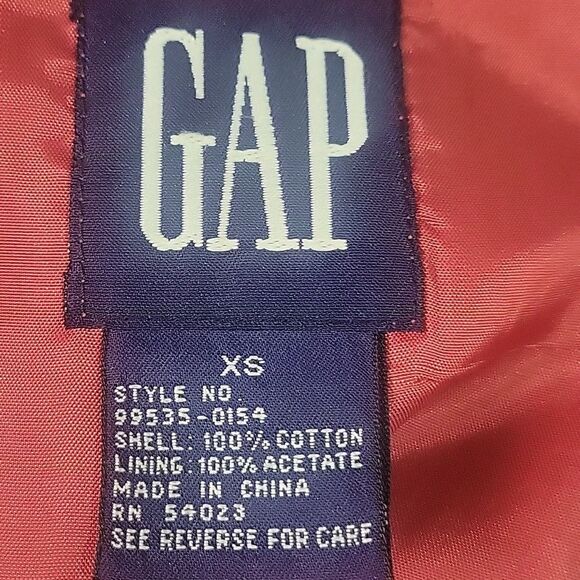 GAP
XS
STYLE NO.
99535-0154
SHELL: 100% COTTON
LINING: 100% ACETATE
MADE IN CHINA
RN 54023
SEE REVERSE FOR CARE